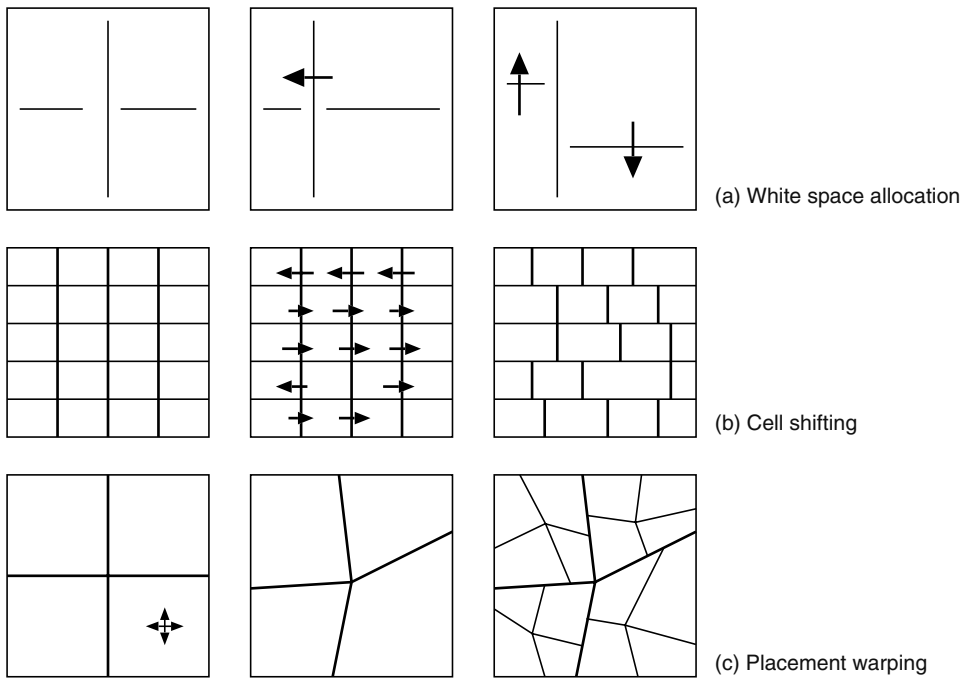 (a) White space allocation
(b) Cell shifting
(c) Placement warping